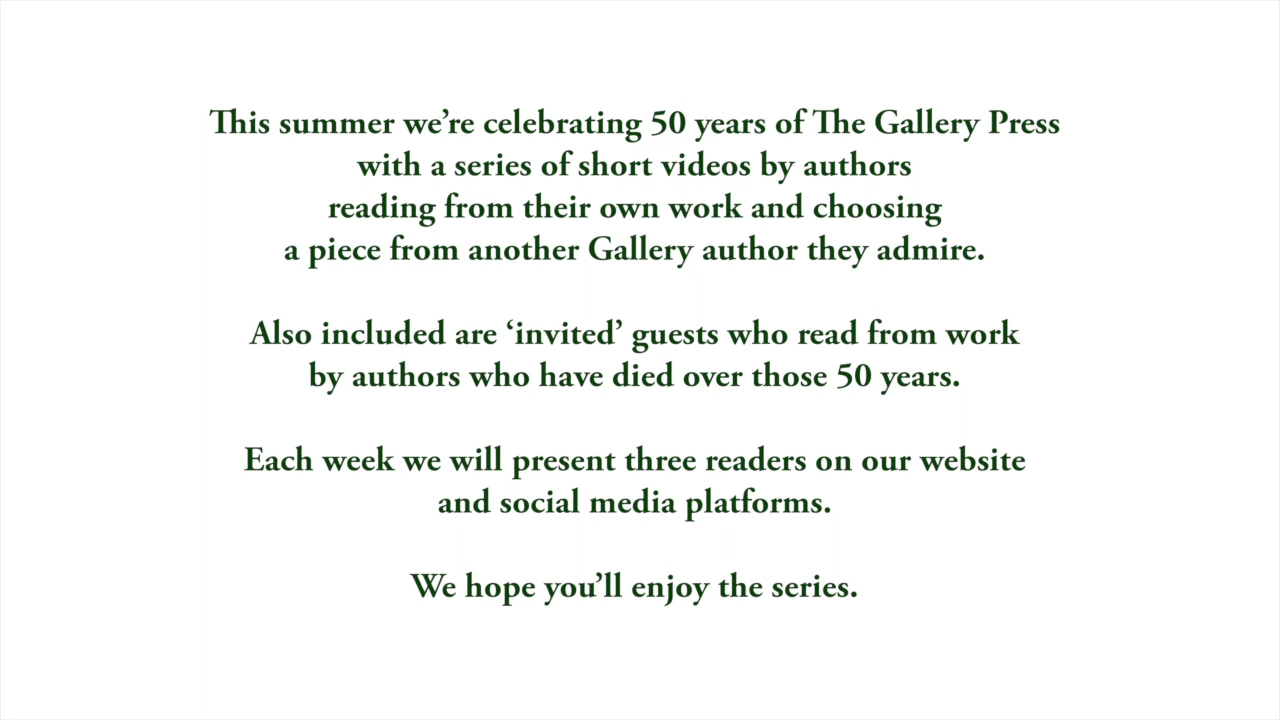 This summer we’re celebrating 50 years of The Gallery Press
with a series of short videos by authors
reading from their own work and choosing
a piece from another Gallery author they admire.
Also included are ‘invited’ guests who read from work
by authors who have died over those 50 years.
Each week we will present three readers on our website
and social media platforms.
We hope you’ll enjoy the series.